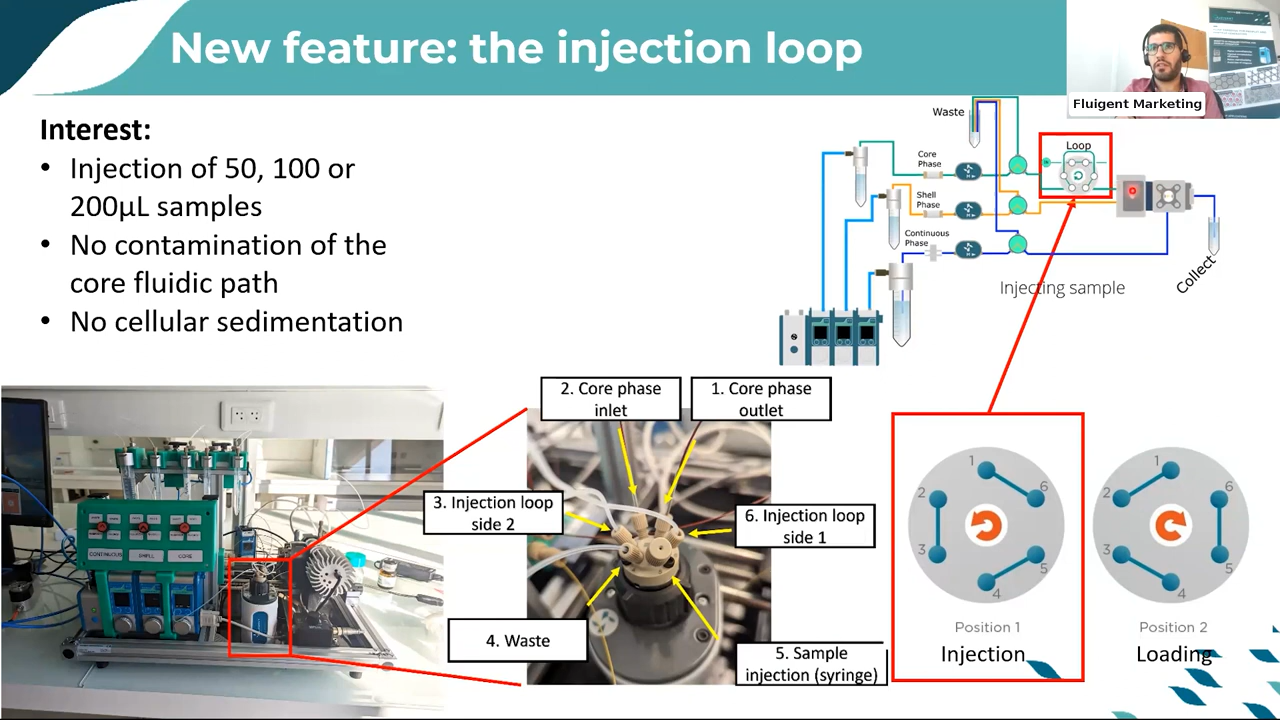 New feature: the injection loop
Fluigent Marketing
Interest:
• Injection of 50, 100 or
200µL samples
• No contamination of the
core fluidic path
• No cellular sedimentation
Waste
Core
Phase
Shell
Phase
Continuous
Phase
Loop
Injecting sample
Collect
2. Core phase
inlet
1. Core phase
outlet
3. Injection loop
side 2
6. Injection loop
side 1
4. Waste
5. Sample
injection (syringe)
CONTINUOUS
SHELL
CORE
1
2
6
3
5
4
Position 1
Injection
1
2
6
3
5
4
Position 2
Loading